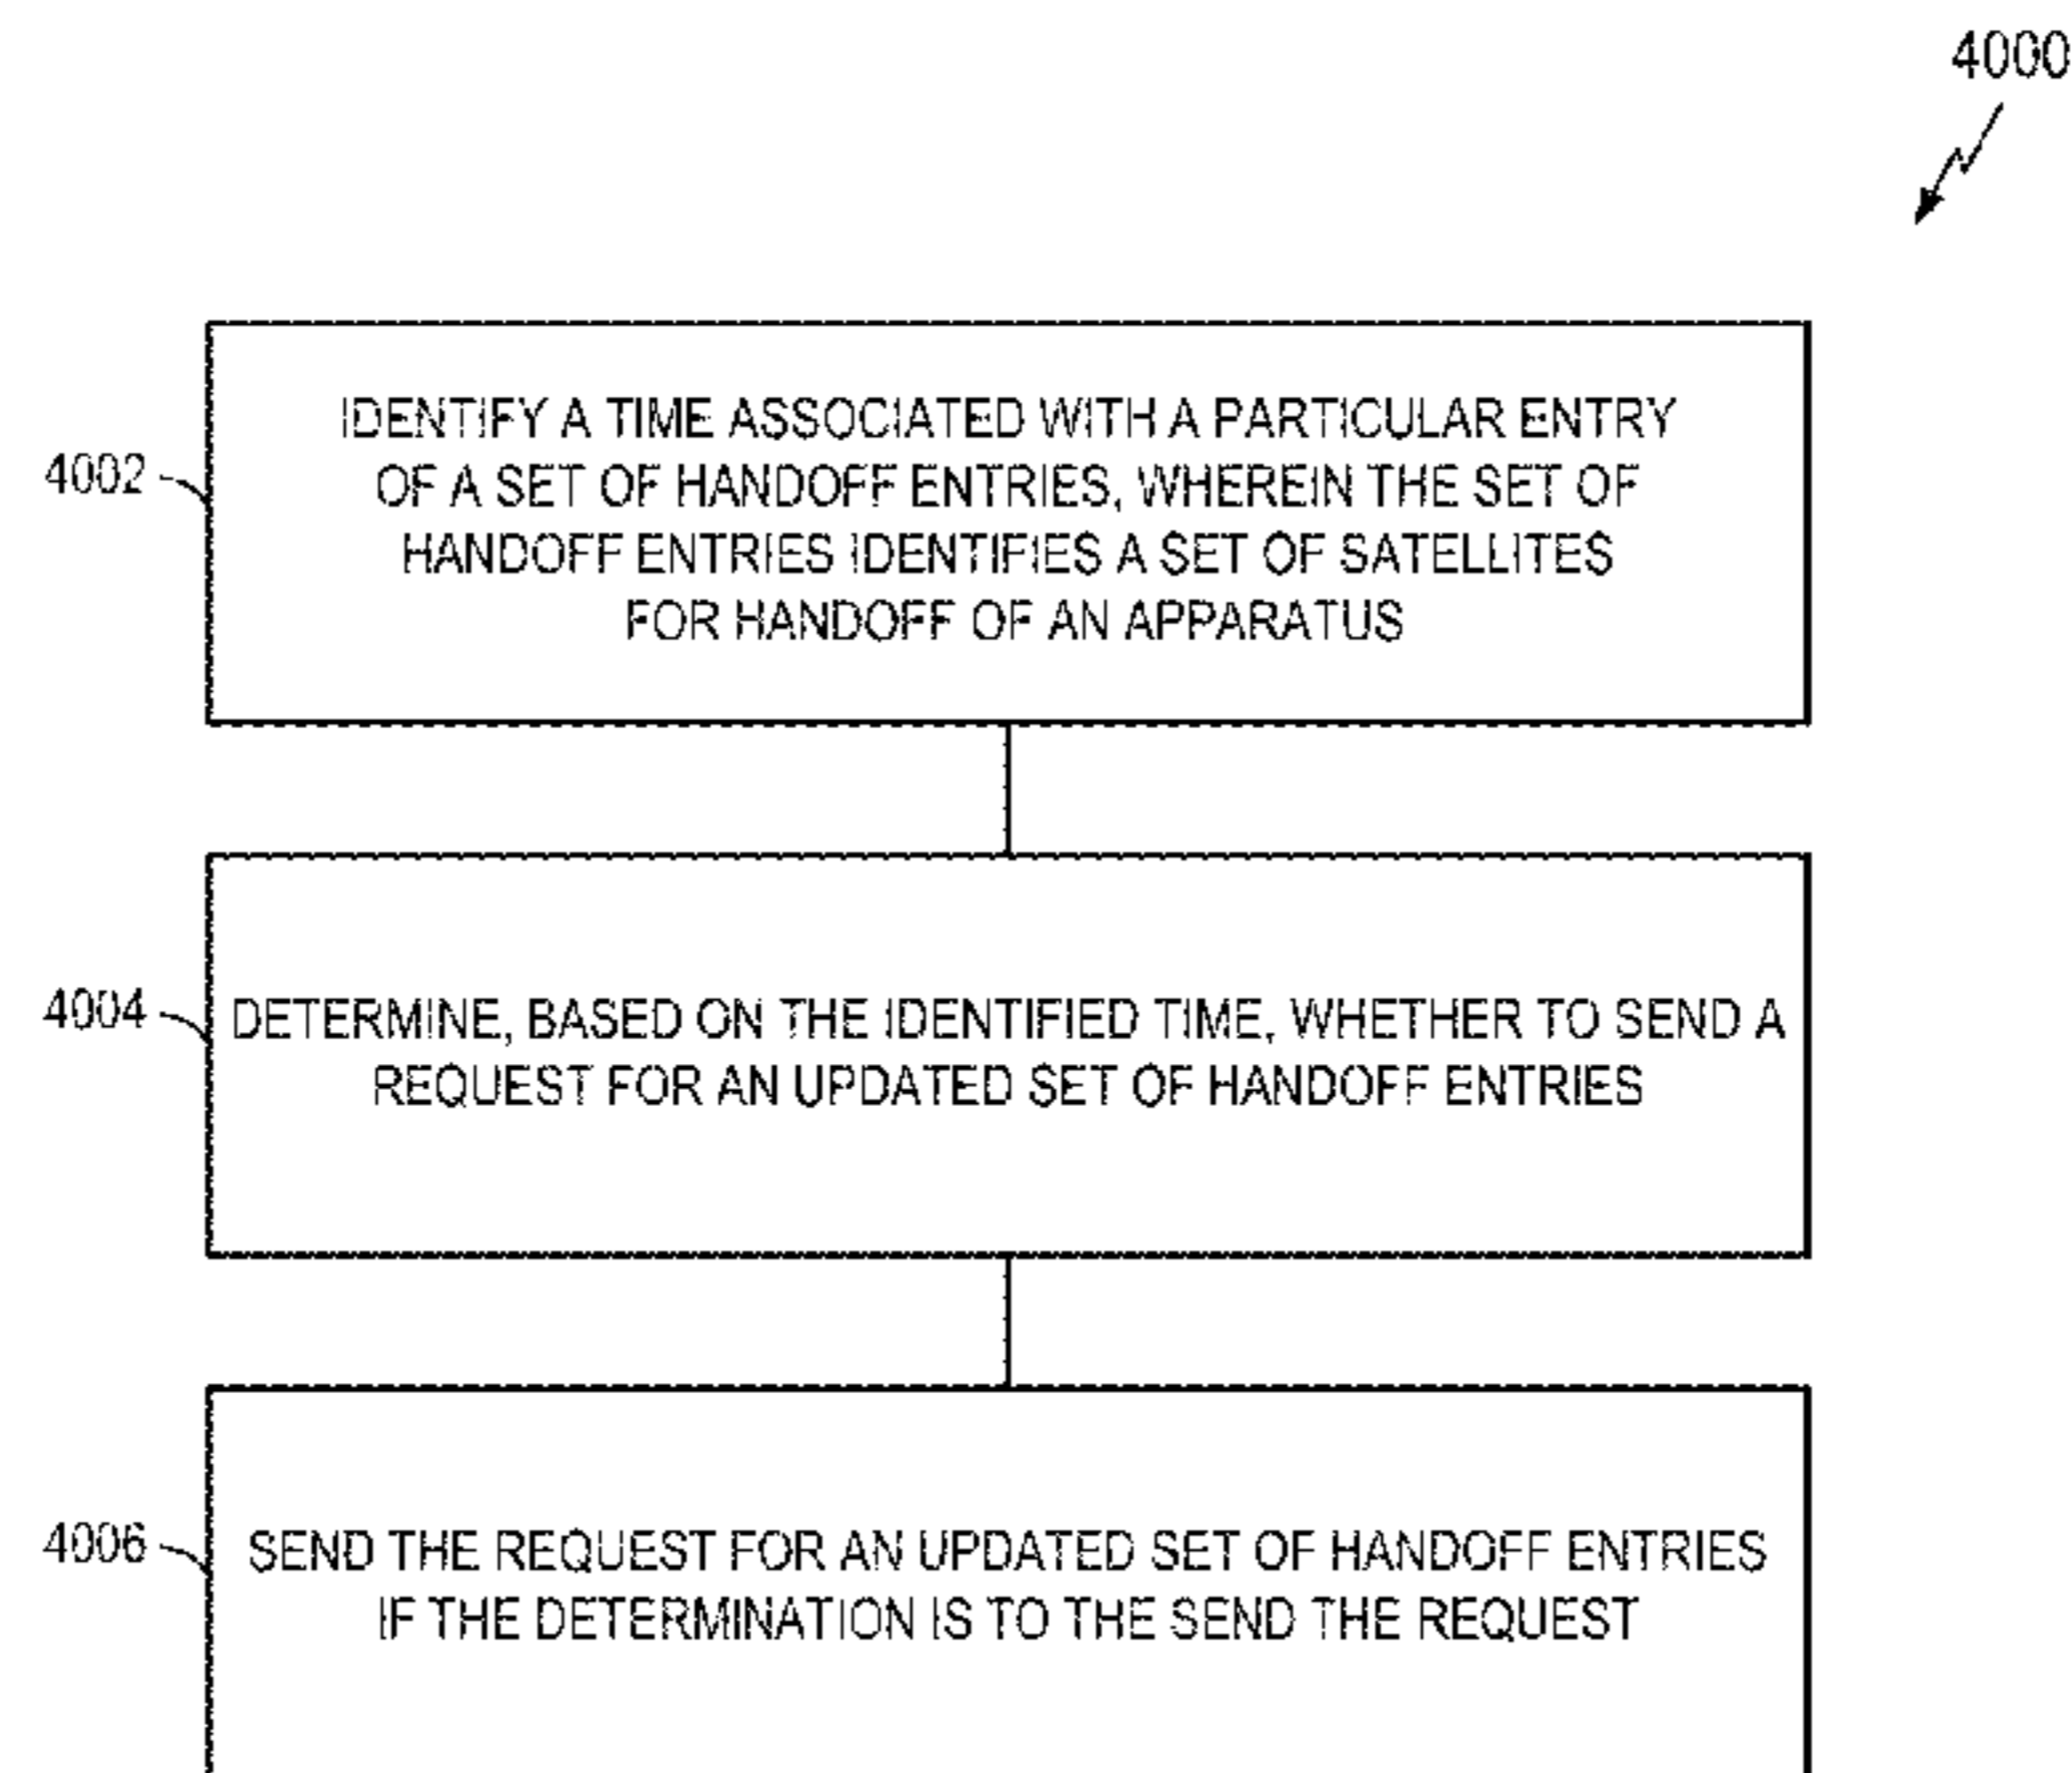 4000
4002
IDENTIFY A TIME ASSOCIATED WITH A PARTICULAR ENTRY
OF A SET OF HANDOFF ENTRIES, WHEREIN THE SET OF
HANDOFF ENTRIES IDENTIFIES A SET OF SATELLITES
FOR HANDOFF OF AN APPARATUS
4004
DETERMINE, BASED ON THE IDENTIFIED TIME, WHETHER TO SEND A
REQUEST FOR AN UPDATED SET OF HANDOFF ENTRIES
4006
SEND THE REQUEST FOR AN UPDATED SET OF HANDOFF ENTRIES
IF THE DETERMINATION IS TO THE SEND THE REQUEST